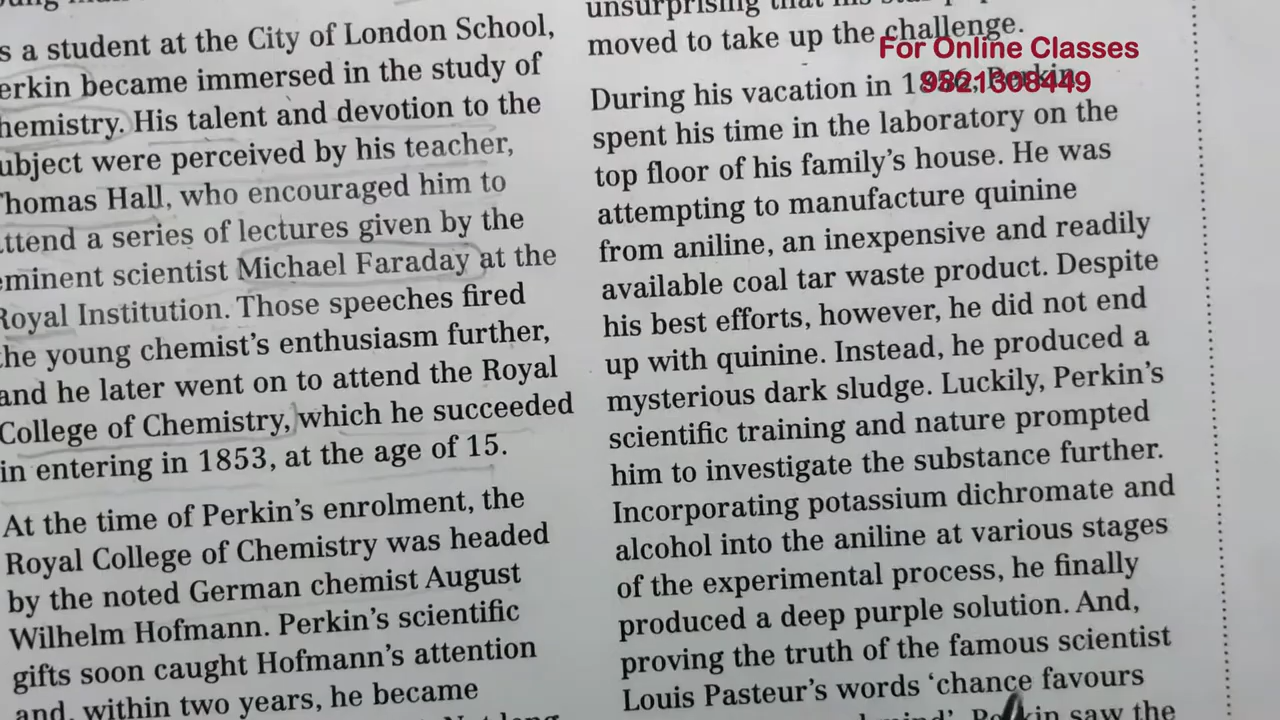 s a student at the City of London School,
erkin became immersed in the study of
hemistry. His talent and devotion to the
ubject were perceived by his teacher,
Thomas Hall, who encouraged him to
ttend a series of lectures given by the
eminent scientist Michael Faraday at the
Royal Institution. Those speeches fired
the young chemist's enthusiasm further,
and he later went on to attend the Royal
College of Chemistry, which he succeeded
in entering in 1853, at the age of 15.
At the time of Perkin's enrolment, the
Royal College of Chemistry was headed
by the noted German chemist August
Wilhelm Hofmann. Perkin's scientific
gifts soon caught Hofmann's attention
and, within two years, he became
unsurprising that his
moved to take up the challenge.
During his vacation in
spent his time in the laboratory on the
top floor of his family's house. He was
attempting to manufacture quinine
from aniline, an inexpensive and readily
available coal tar waste product. Despite
his best efforts, however, he did not end
up with quinine. Instead, he produced a
mysterious dark sludge. Luckily, Perkin's
scientific training and nature prompted
him to investigate the substance further.
Incorporating potassium dichromate and
alcohol into the aniline at various stages
of the experimental process, he finally
produced a deep purple solution. And,
proving the truth of the famous scientist
Louis Pasteur's words 'chance favours
saw the
For Online Classes
9821308449